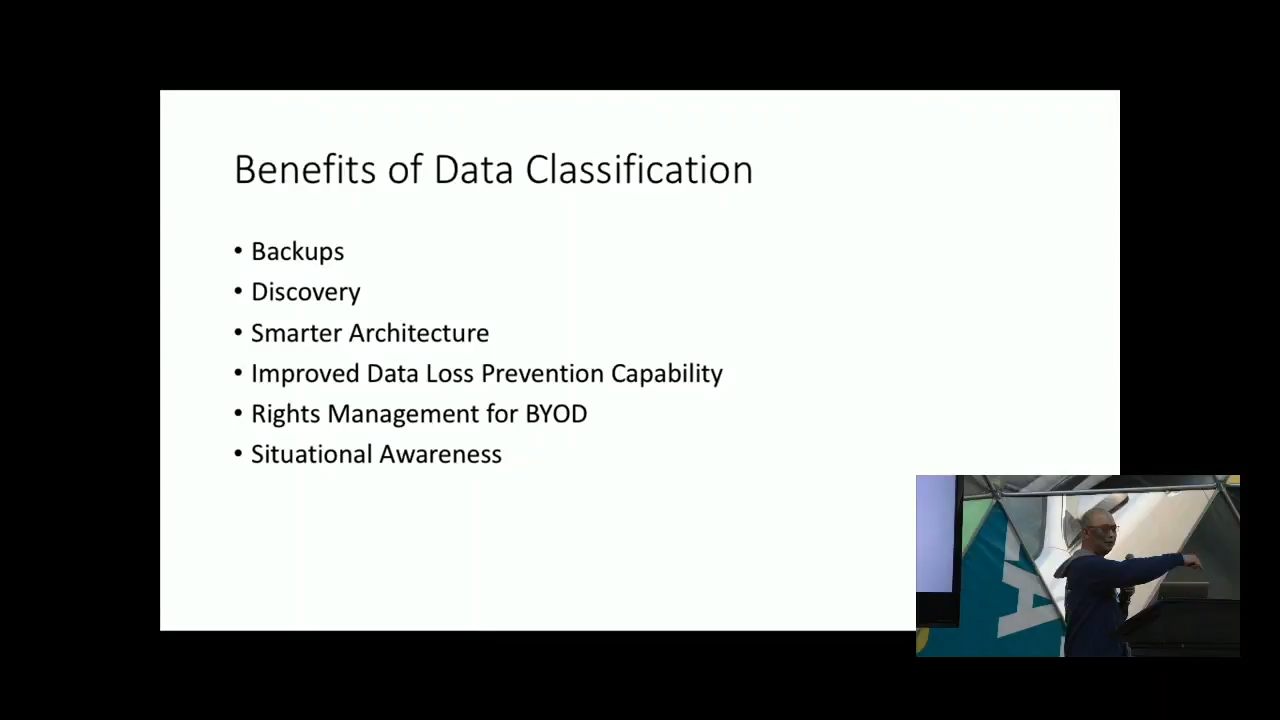 Benefits of Data Classification
• Backups
• Discovery
• Smarter Architecture
• Improved Data Loss Prevention Capability
• Rights Management for BYOD
• Situational Awareness